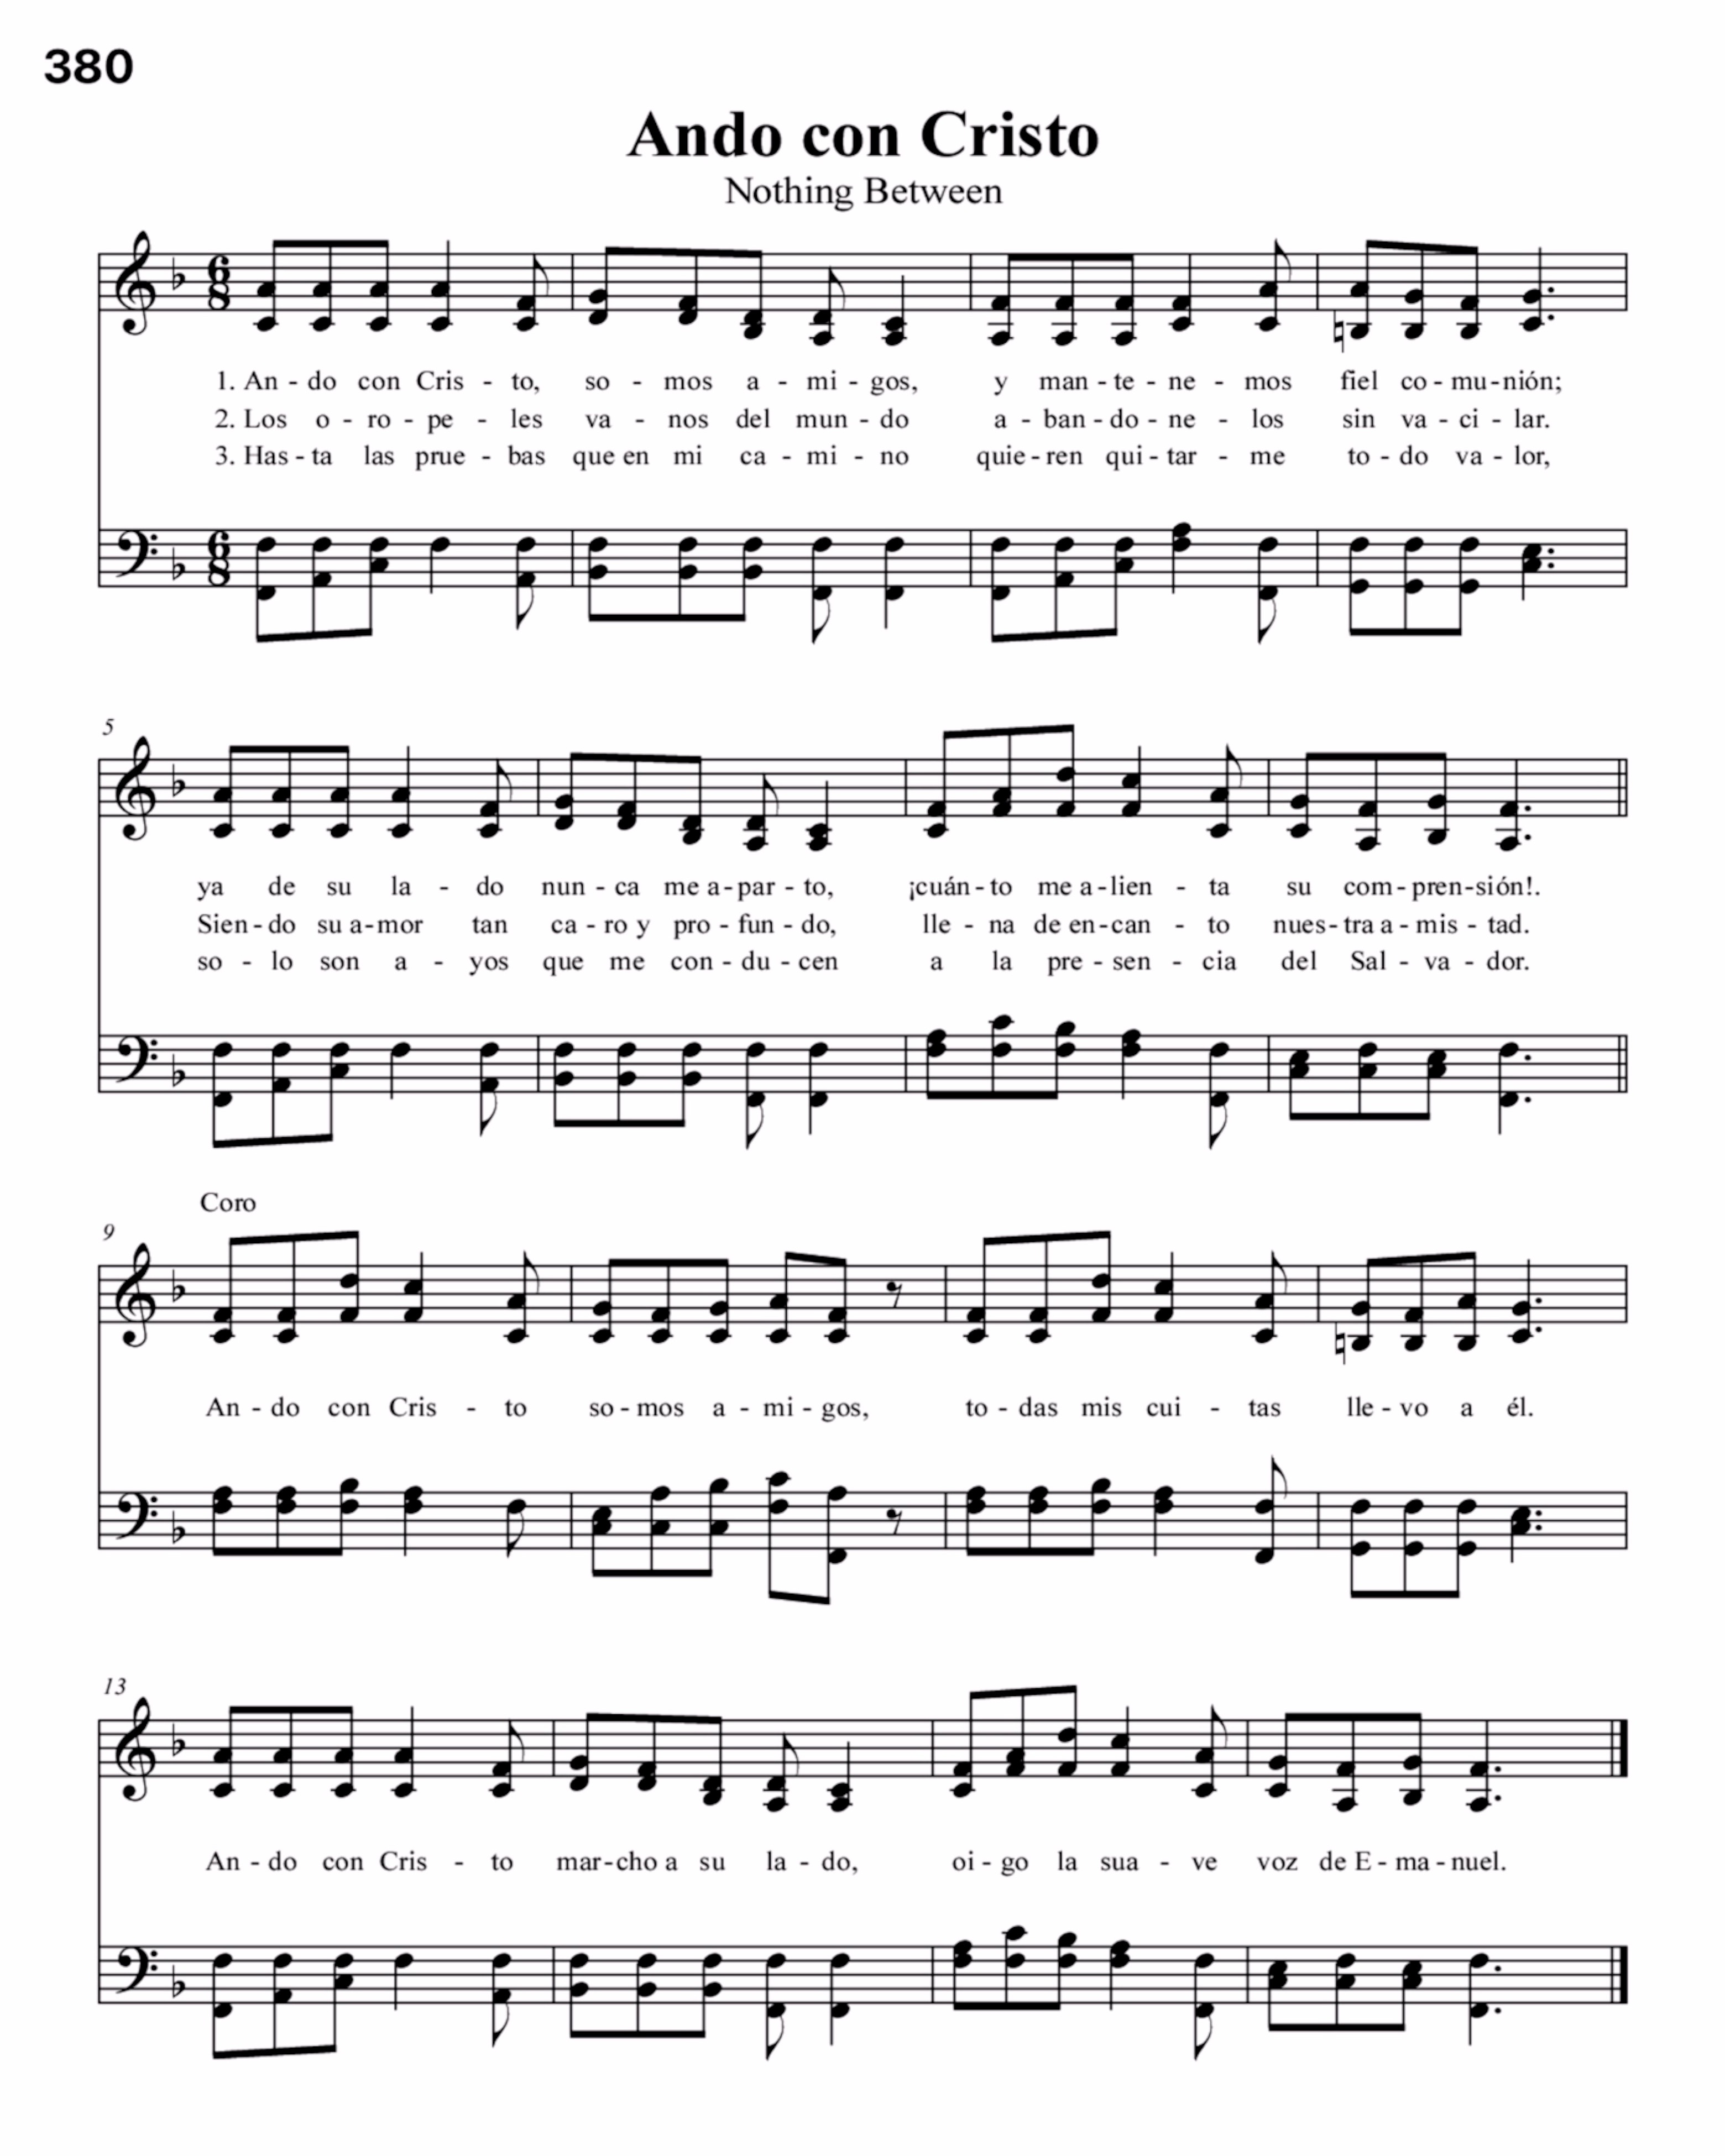 380
Ando con Cristo
Nothing Between
1. An - do con Cris - to, so - mos a - mi - gos, y man - te - ne - mos fiel co - mu - nión;
2. Los o - ro - pe - les va - nos del mun - do a - ban - do - ne - los sin va - ci - lar.
3. Has - ta las prue - bas que en mi ca - mi - no quie - ren qui - tar - me to - do va - lor,
5
ya de su la - do nun - ca me a - par - to, ¡cuán - to me a - lien - ta su com - pren - sión!.
Sien - do su a - mor tan ca - ro y pro - fun - do, lle - na de en - can - to nues - tra a - mis - tad.
so - lo son a - yos que me con - du - cen a la pre - sen - cia del Sal - va - dor.
Coro
9
An - do con Cris - to so - mos a - mi - gos, to - das mis cui - tas lle - vo a él.
13
An - do con Cris - to mar - cho a su la - do, oi - go la sua - ve voz de E - ma - nuel.